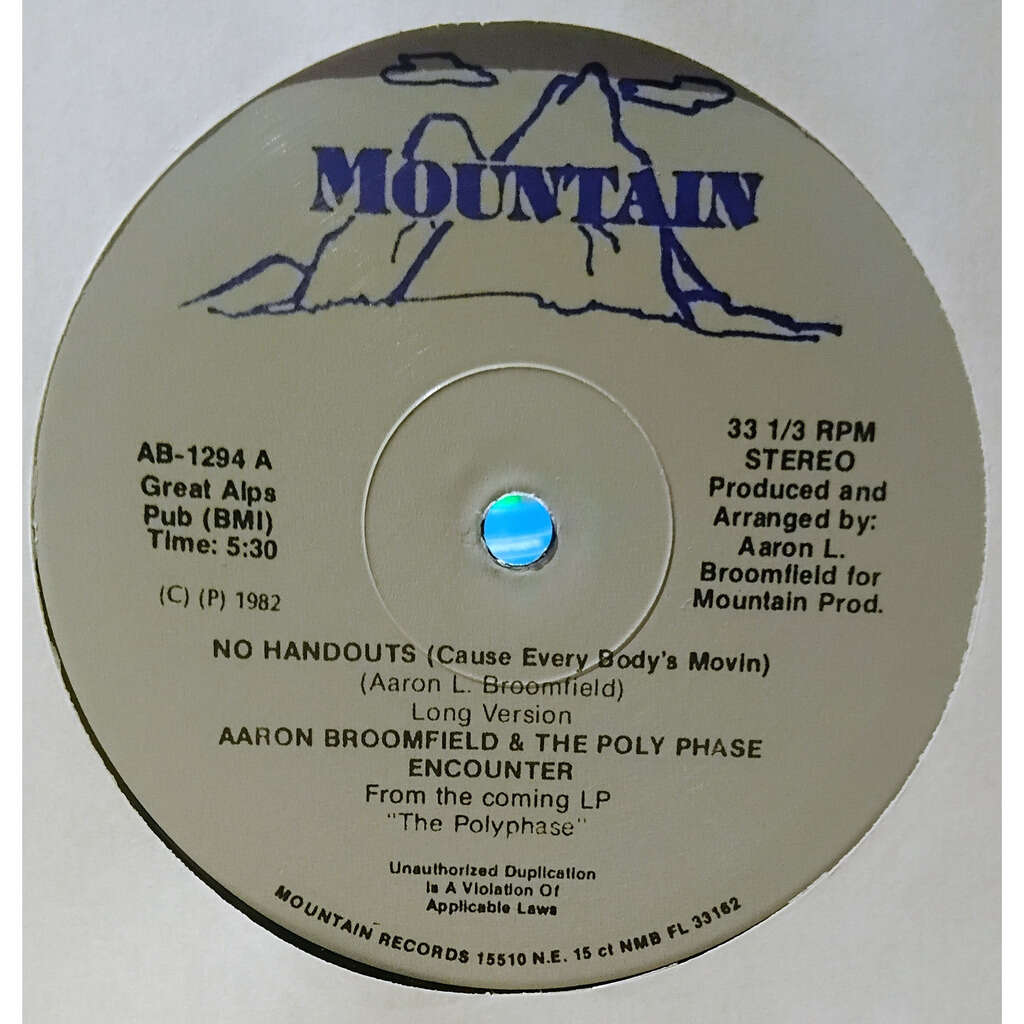 MOUNTAIN
AB-1294 A
Great Alps
Pub (BMI)
Time: 5:30
(C) (P) 1982
33 1/3 RPM
STEREO
Produced and
Arranged by:
Aaron L.
Broomfield for
Mountain Prod.
NO HANDOUTS (Cause Every Body's Movin)
(Aaron L. Broomfield)
Long Version
AARON BROOMFIELD & THE POLY PHASE
ENCOUNTER
From the coming LP
"The Polyphase"
Unauthorized Duplication
Is A Violation Of
Applicable Laws
MOUNTAIN RECORDS 15510 N.E. 15 ct NMB FL 33162